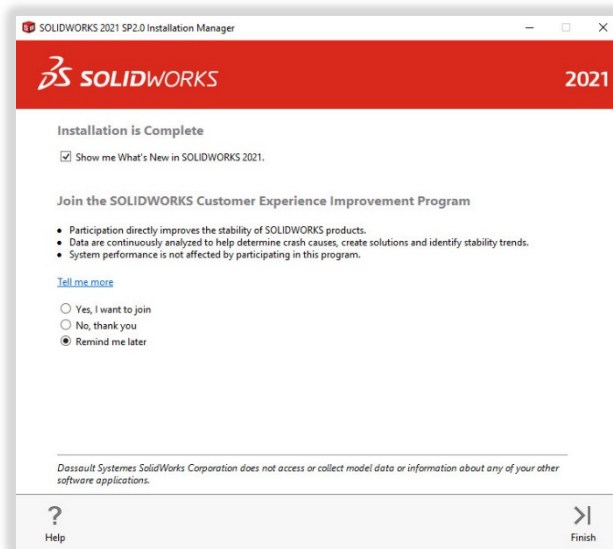 SOLIDWORKS 2021 SP2.0 Installation Manager
SOLIDWORKS
2021
Installation is Complete
Show me What's New in SOLIDWORKS 2021.
Join the SOLIDWORKS Customer Experience Improvement Program
• Participation directly improves the stability of SOLIDWORKS products.
• Data are continuously analyzed to help determine crash causes, create solutions and identify stability trends.
• System performance is not affected by participating in this program.
Tell me more
Yes, I want to join
No, thank you
Remind me later
Dassault Systemes SolidWorks Corporation does not access or collect model data or information about any of your other
software applications.
?
Help
Finish